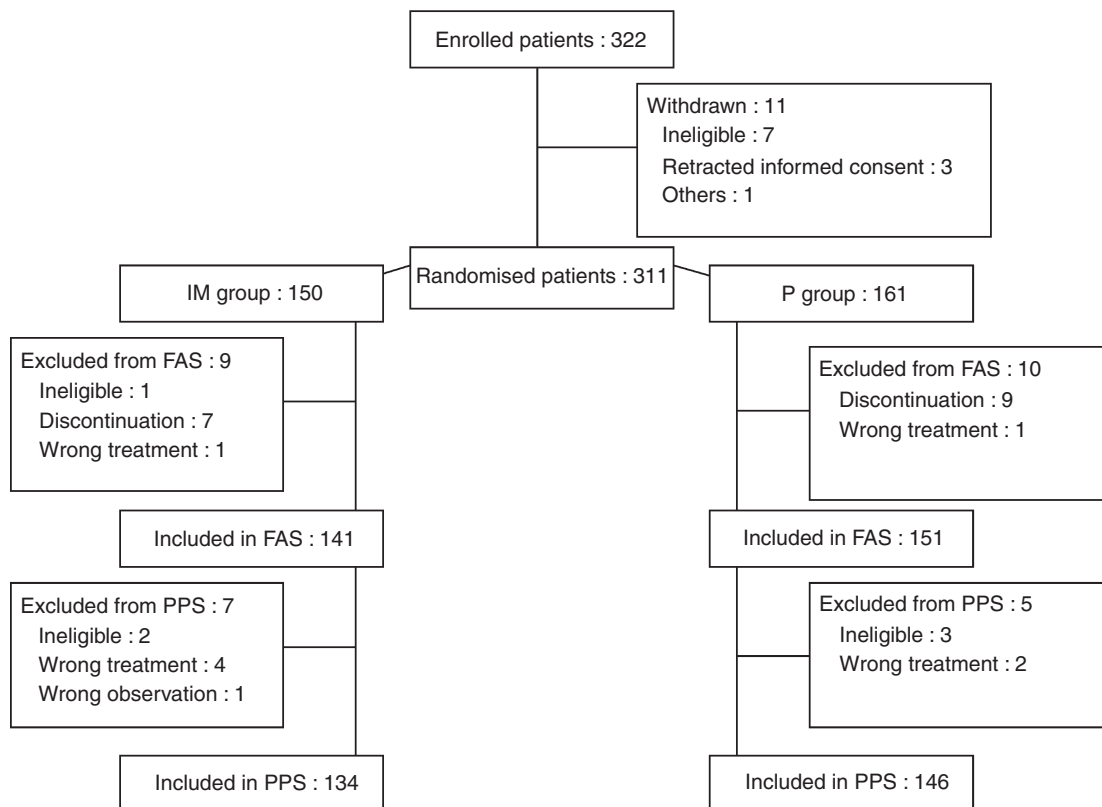 Enrolled patients : 322
Withdrawn : 11
Ineligible : 7
Retracted informed consent : 3
Others : 1
Randomised patients : 311
IM group : 150
P group : 161
Excluded from FAS : 9
Ineligible : 1
Discontinuation : 7
Wrong treatment : 1
Excluded from FAS : 10
Discontinuation : 9
Wrong treatment : 1
Included in FAS : 141
Included in FAS : 151
Excluded from PPS : 7
Ineligible : 2
Wrong treatment : 4
Wrong observation : 1
Excluded from PPS : 5
Ineligible : 3
Wrong treatment : 2
Included in PPS : 134
Included in PPS : 146